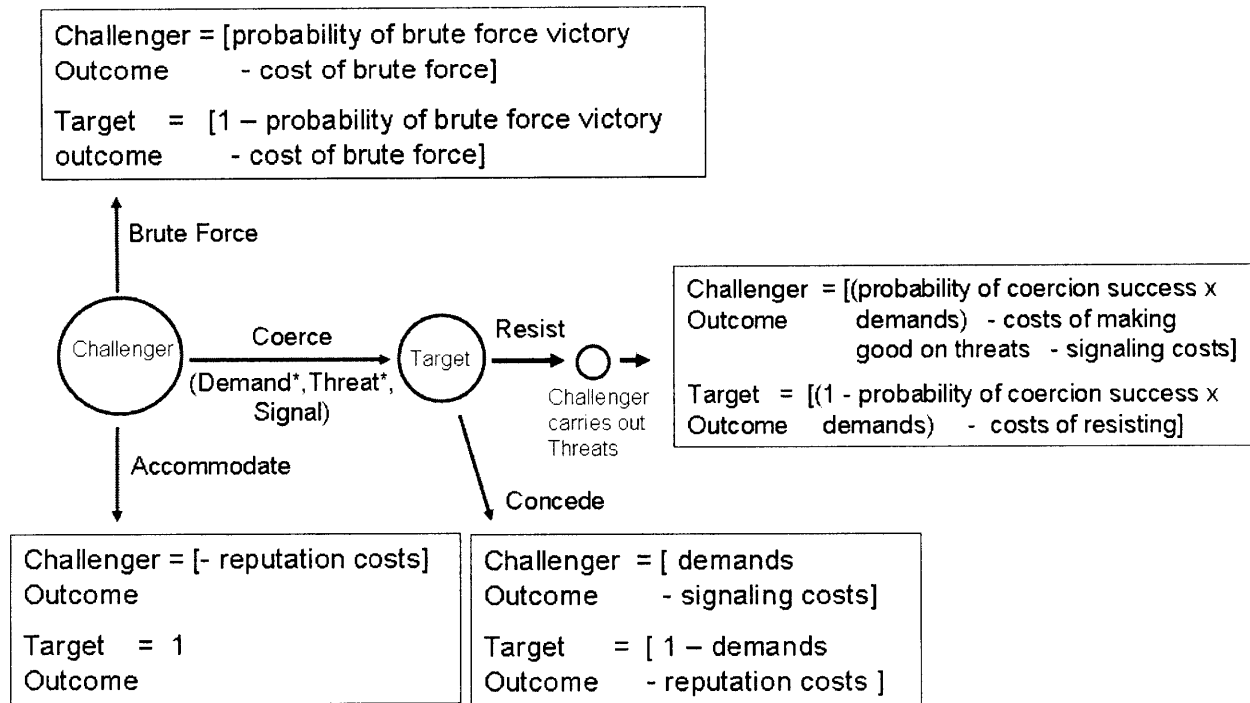 Challenger = [probability of brute force victory
Outcome - cost of brute force]
Target = [1 – probability of brute force victory
outcome - cost of brute force]
Brute Force
Challenger
Coerce
(Demand*,Threat*,
Signal)
Target
Resist
Challenger
carries out
Threats
Challenger = [(probability of coercion success x
Outcome demands) - costs of making
good on threats - signaling costs]
Target = [(1 - probability of coercion success x
Outcome demands) - costs of resisting]
Accommodate
Concede
Challenger = [- reputation costs]
Outcome
Target = 1
Outcome
Challenger = [ demands
Outcome - signaling costs]
Target = [ 1 – demands
Outcome - reputation costs ]